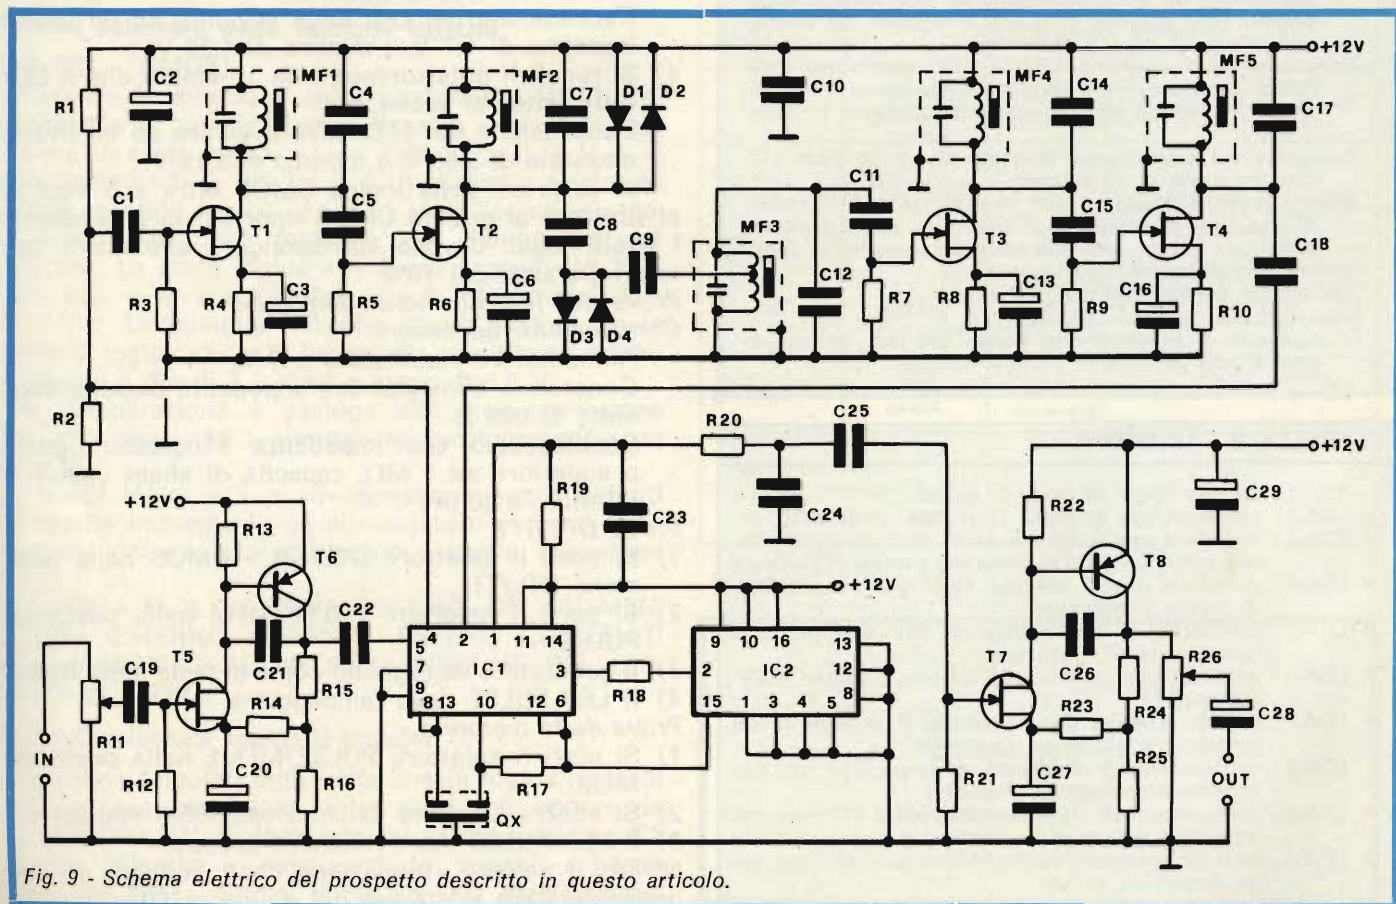 +12V
C2
MF1
C4
MF2
C7
D1 D2
C10
MF4
C14
MF5
C17
R1
C1
T1
C5
T2
C8
C9
MF3
C11
T3
C15
T4
C18
R3
R4
C3
R5
R6
C6
D3 D4
C12
R7
R8
C13
R9
C16
R10
R2
R20
C25
+12V
+12V
R13
T6
R19
C23
C24
R22
T8
C29
+12V
T5
C19
C21
C22
R15
R14
R11
R12
C20
R16
IN
4 2 1 11 14
5
IC1
3
9
8 13 10 12 6
R18
R17
QX
9 10 16 13
2
IC2
12
8
15 1 3 4 5
T7
C26
R26
R23
R24
R25
R21
C27
C28
OUT
Fig. 9 - Schema elettrico del prospetto descritto in questo articolo.